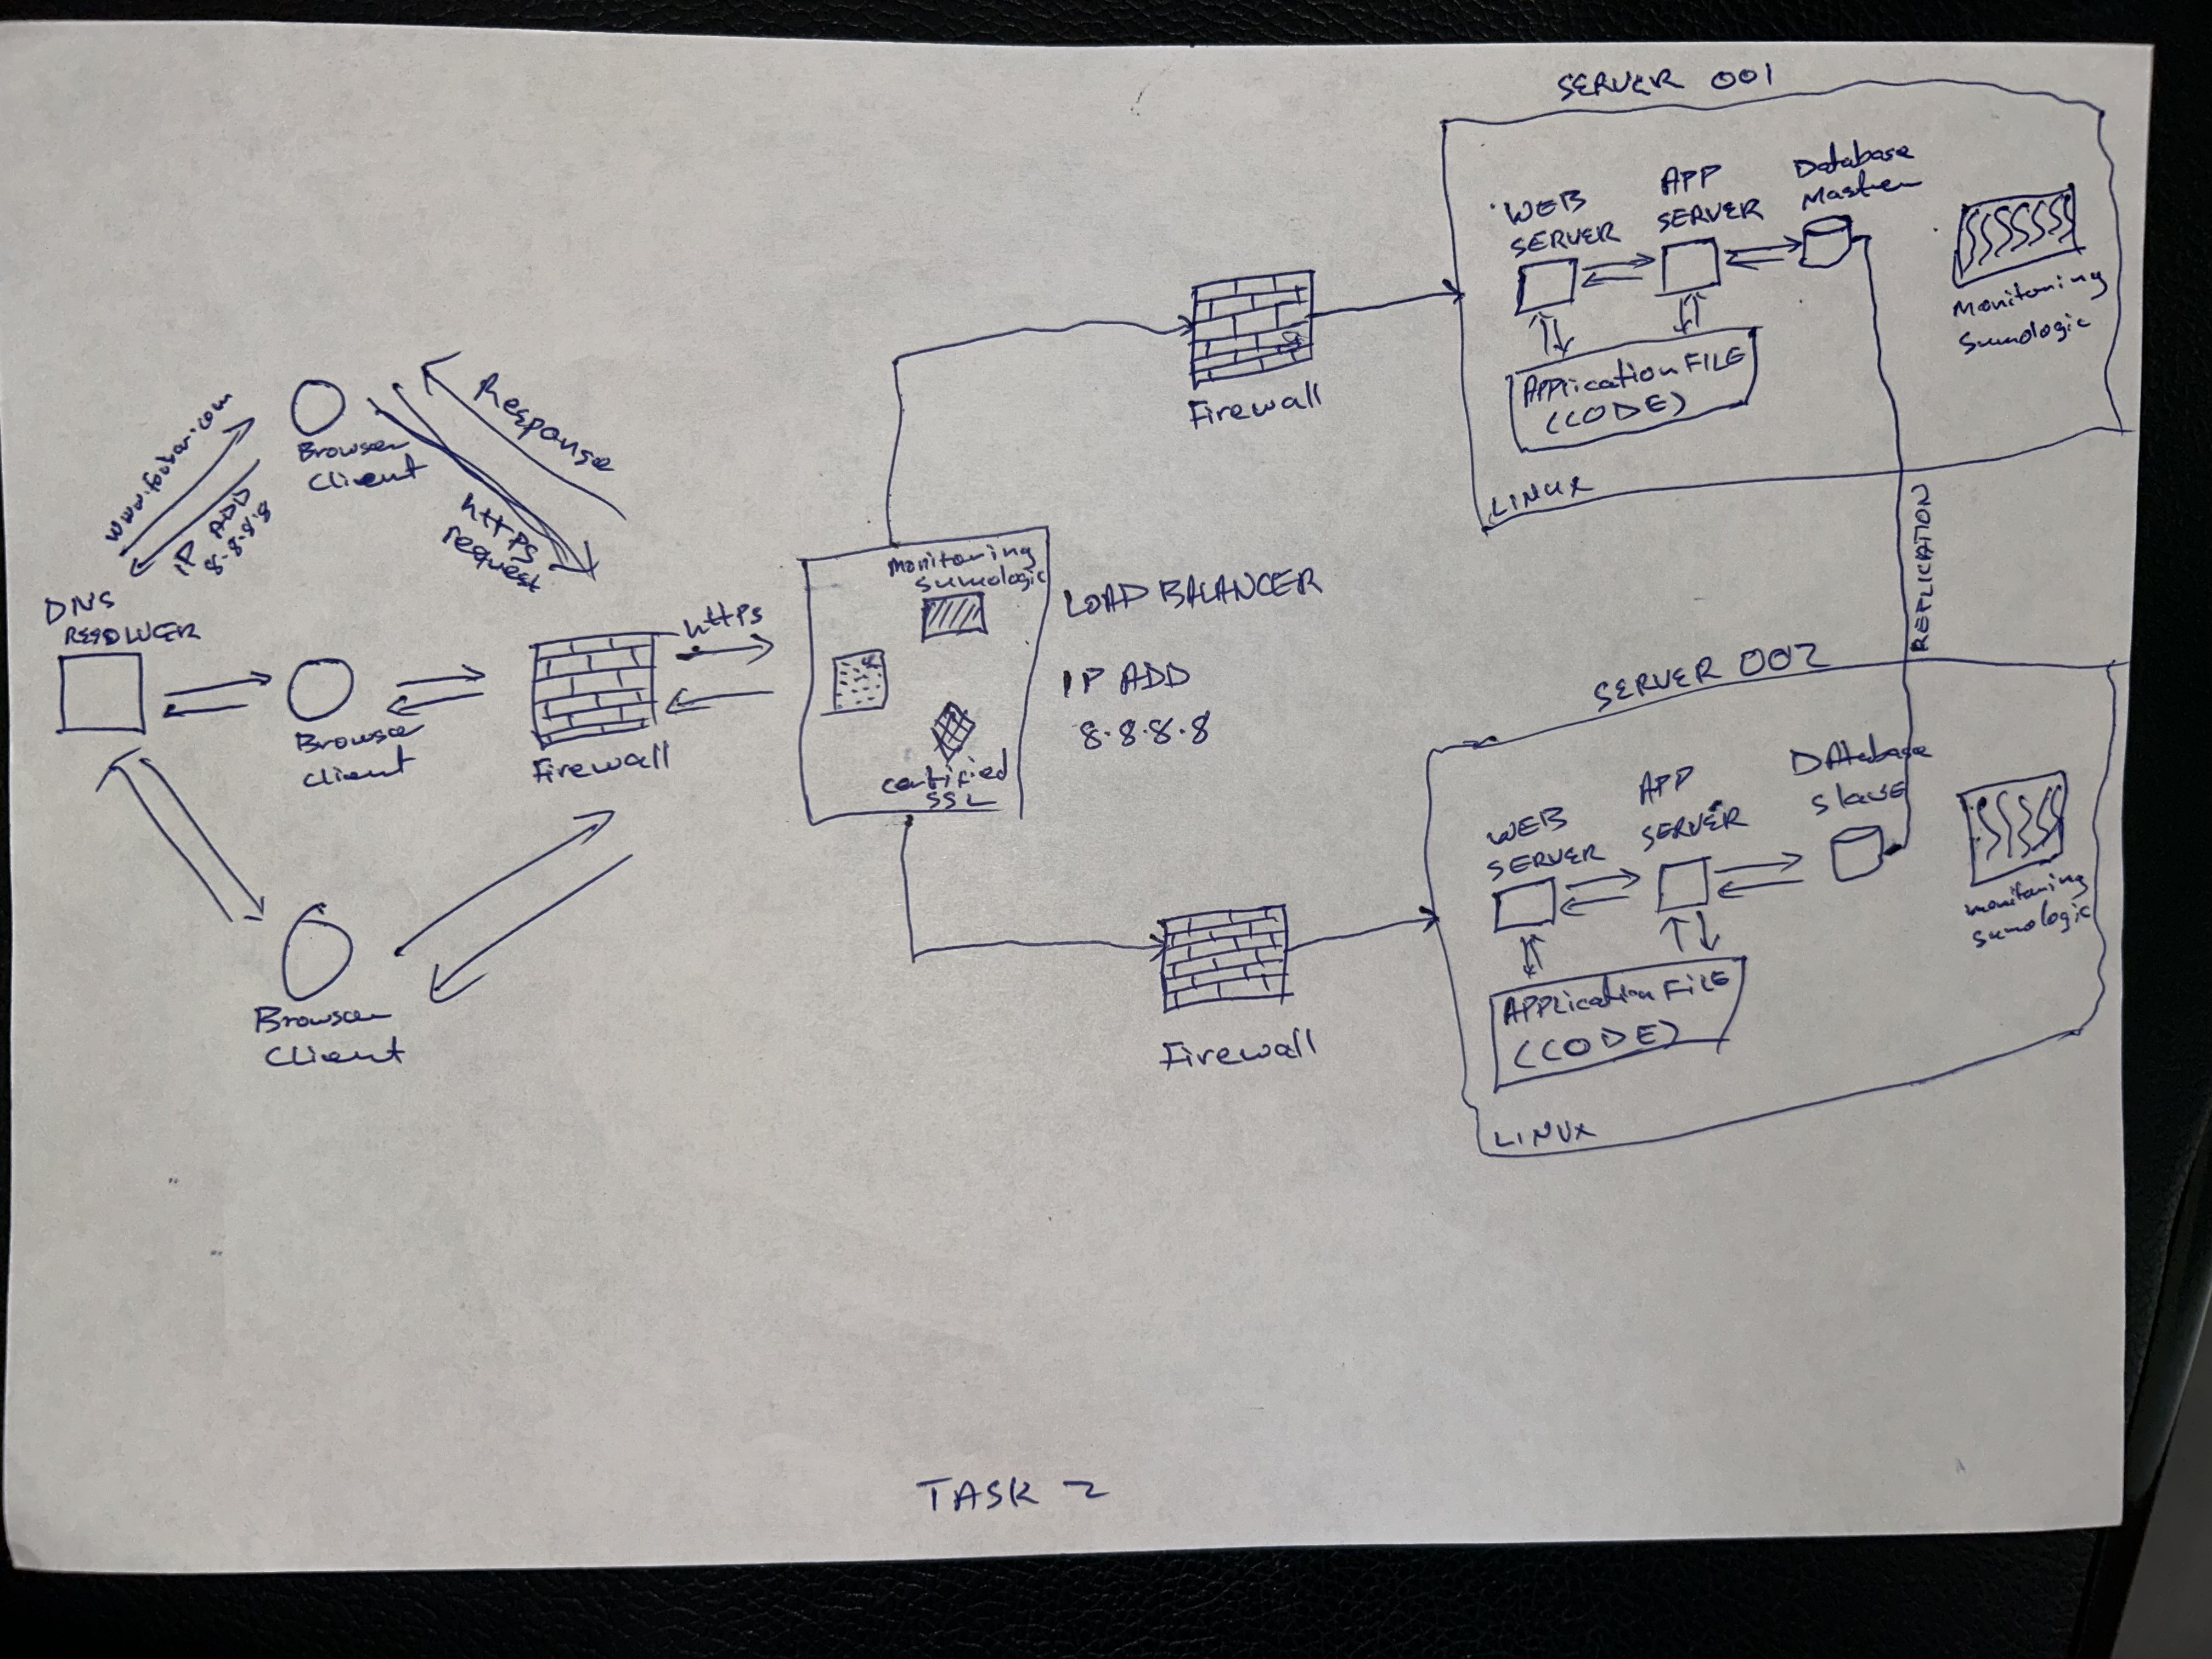 SERVER 001
WEB
SERVER
APP
SERVER
Database
Master
Monitoring
Sumologic
Application FILE
(CODE)
LINUX
Firewall
www.foobar.com
IP ADD
8.8.8.8
Browser
Client
Response
https
request
DNS
RESOLVER
Browser
Client
Firewall
https
Monitoring
Sumologic
certified
SSL
LOAD BALANCER
IP ADD
8.8.8.8
REPLICATION
SERVER 002
WEB
SERVER
APP
SERVER
DAtabase
Slave
monitoring
sumologic
APPlication FILE
(CODE)
LINUX
Firewall
Browser
Client
TASK 2